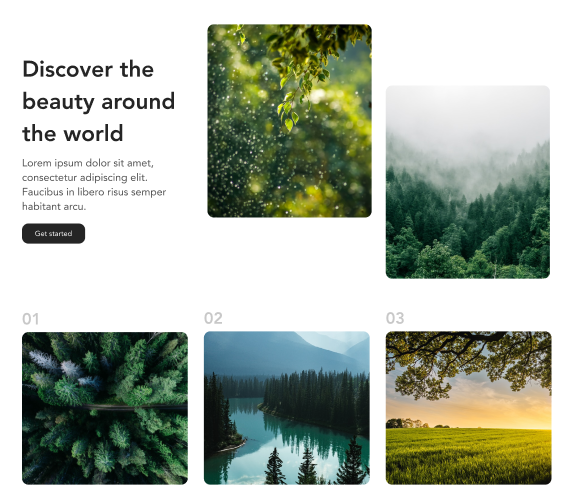 Discover the
beauty around
the world
Lorem ipsum dolor sit amet,
consectetur adipiscing elit.
Faucibus in libero risus semper
habitant arcu.
Get started
01
02
03